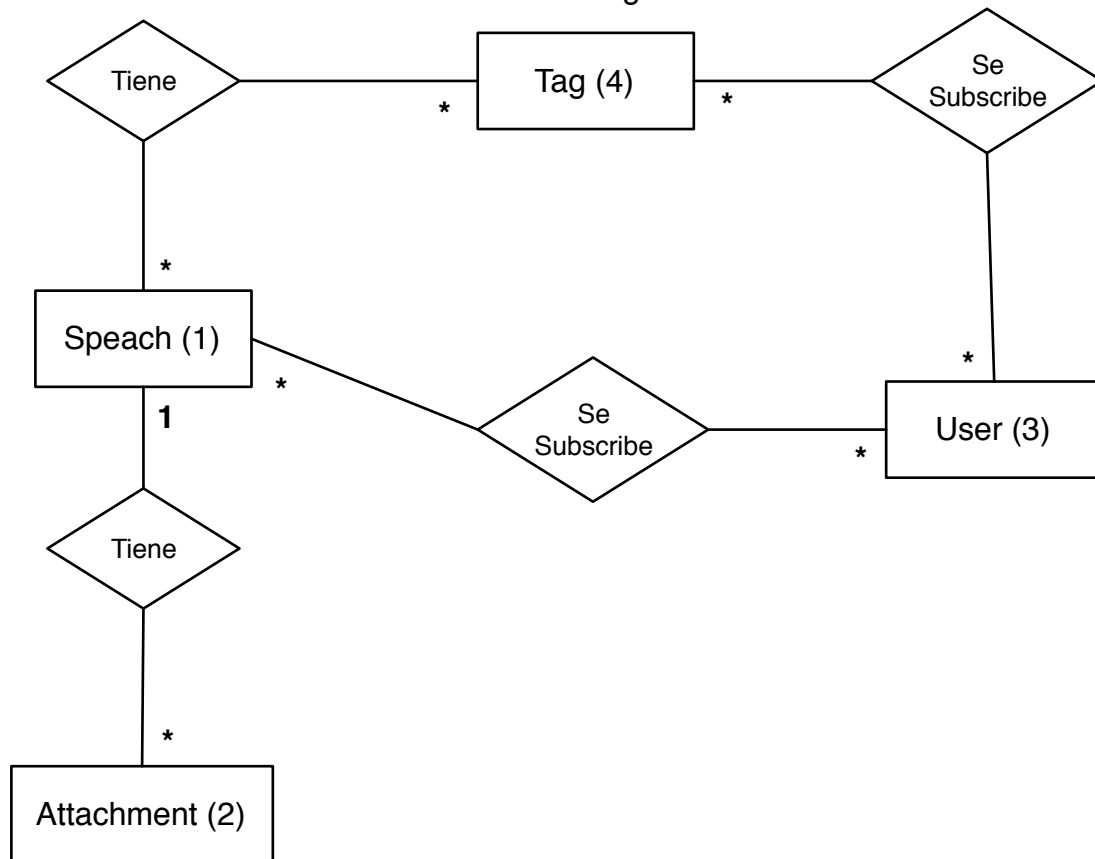 Tiene
*
Tag (4)
*
Se
Subscribe
*
*
Speach (1)
*
1
Se
Subscribe
*
User (3)
Tiene
*
Attachment (2)